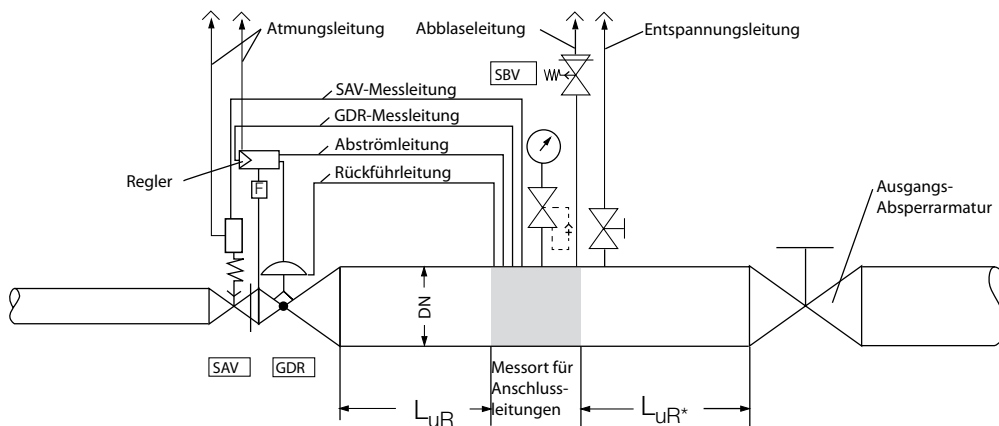 Atmungsleitung
Abblaseleitung
Entspannungsleitung
SBV
SAV-Messleitung
GDR-Messleitung
Abströmleitung
Rückführleitung
Regler
F
Ausgangs-
Absperrarmatur
DN
SAV
GDR
Messort für
Anschluss-
leitungen
LuR
LuR*